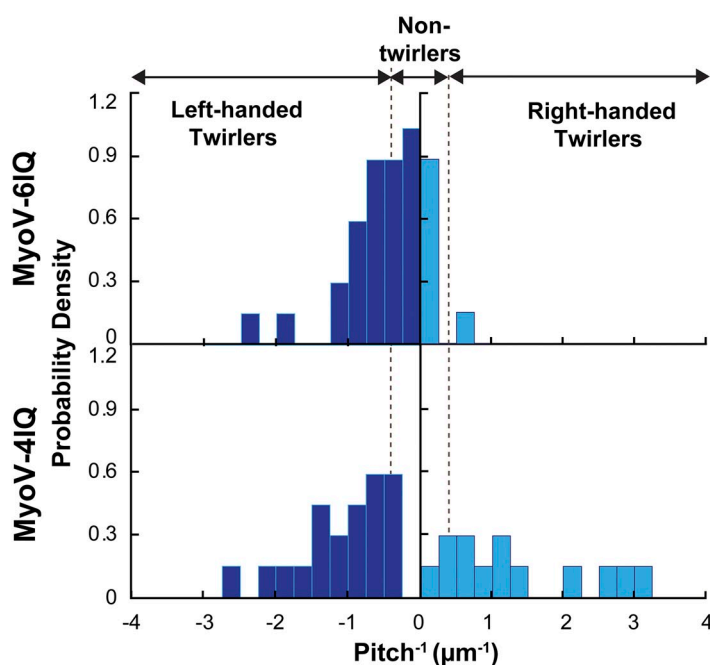 Non-
twirlers
Left-handed
Twirlers
Right-handed
Twirlers
MyoV-6IQ
MyoV-4IQ
Probability Density
1.2
0.9
0.6
0.3
0
1.2
0.9
0.6
0.3
0
-4 -3 -2 -1 0 1 2 3 4
Pitch⁻¹ (µm⁻¹)